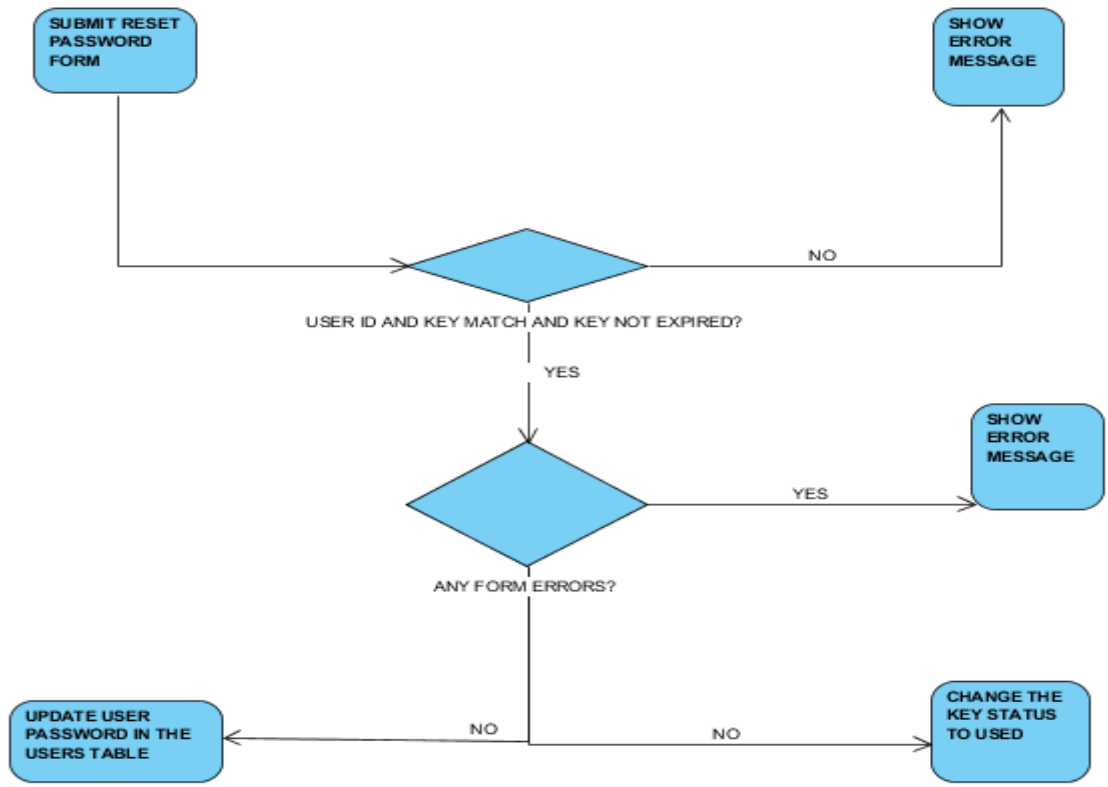 SUBMIT RESET
PASSWORD
FORM
SHOW
ERROR
MESSAGE
NO
USER ID AND KEY MATCH AND KEY NOT EXPIRED?
YES
SHOW
ERROR
MESSAGE
YES
ANY FORM ERRORS?
UPDATE USER
PASSWORD IN THE
USERS TABLE
NO
NO
CHANGE THE
KEY STATUS
TO USED